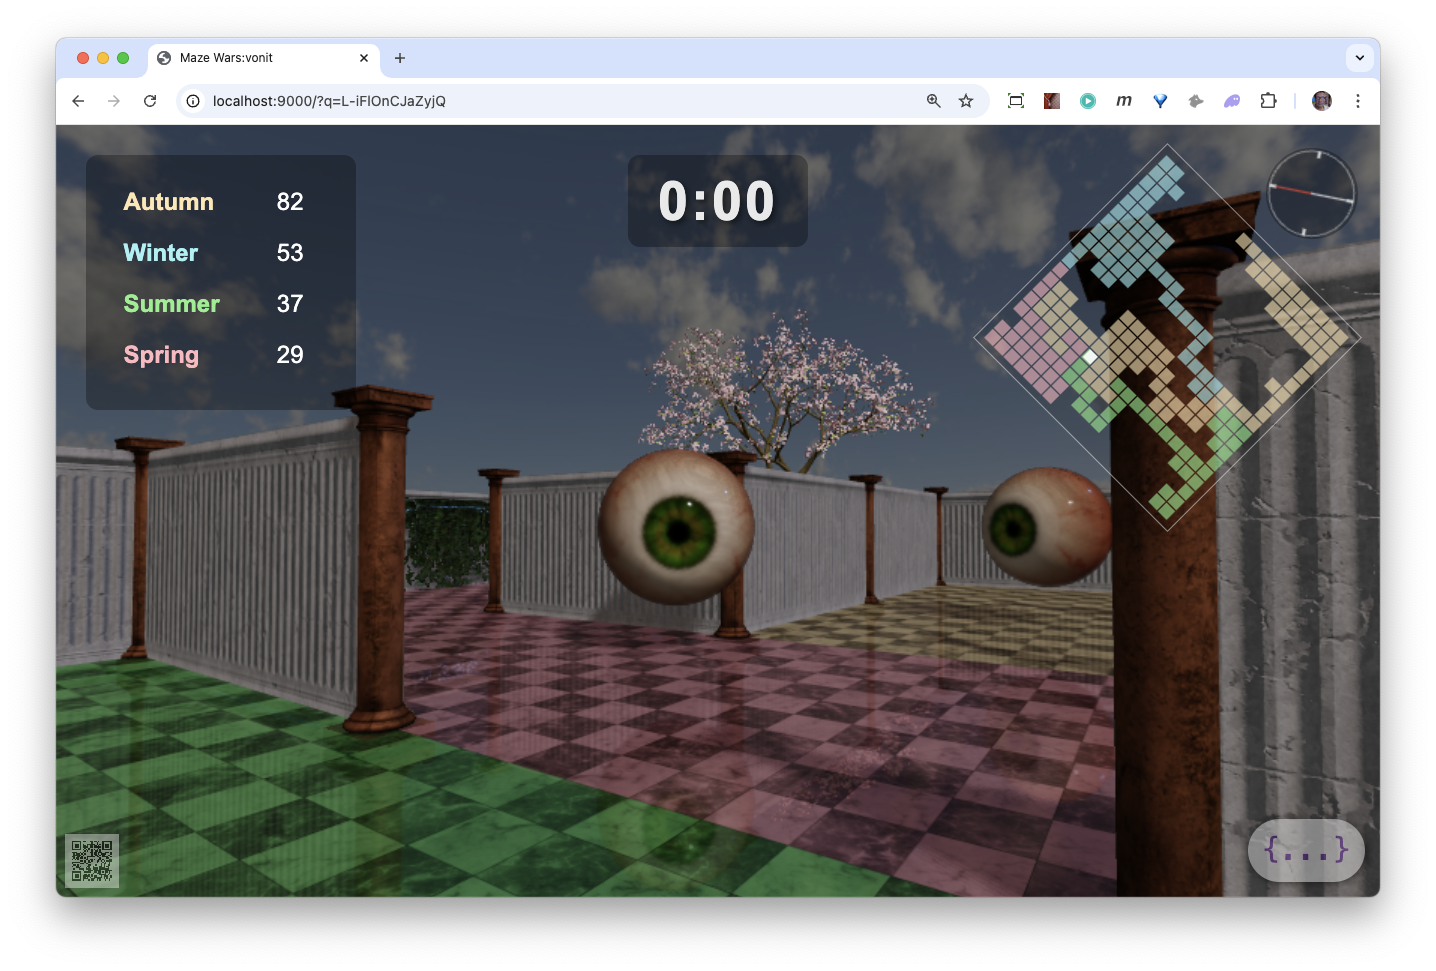 Maze Wars:vonit
localhost:9000/?q=L-iFlOnCJaZyjQ
Autumn 82
Winter 53
Summer 37
Spring 29
0:00
m
{...}